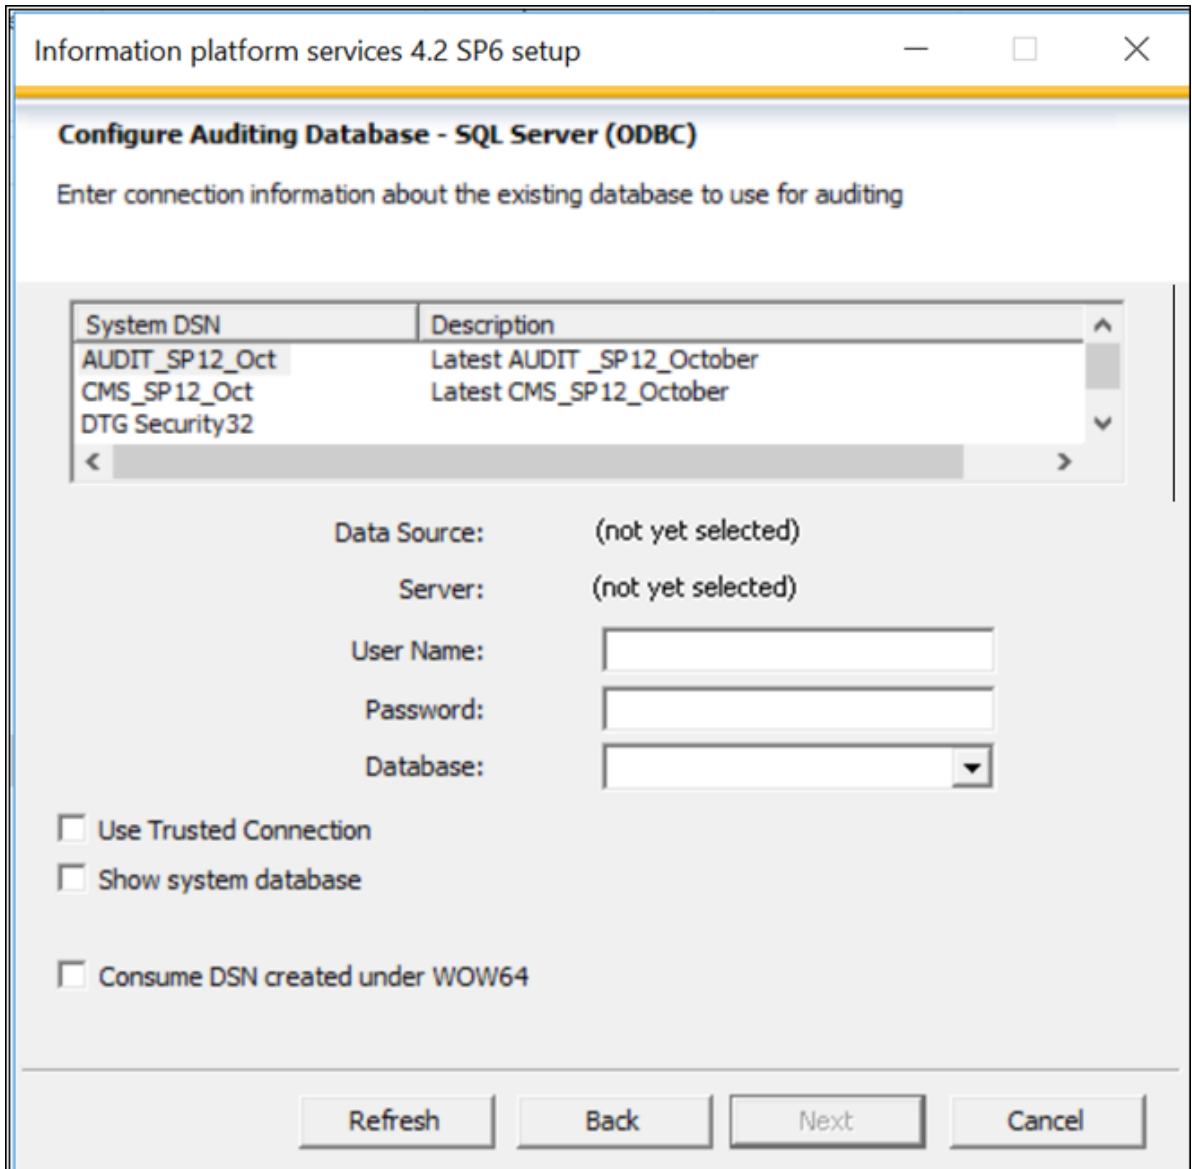 Information platform services 4.2 SP6 setup
Configure Auditing Database - SQL Server (ODBC)
Enter connection information about the existing database to use for auditing
System DSN Description
AUDIT_SP12_Oct Latest AUDIT _SP12_October
CMS_SP12_Oct Latest CMS_SP12_October
DTG Security32
Data Source: (not yet selected)
Server: (not yet selected)
User Name:
Password:
Database:
Use Trusted Connection
Show system database
Consume DSN created under WOW64
Refresh Back Next Cancel